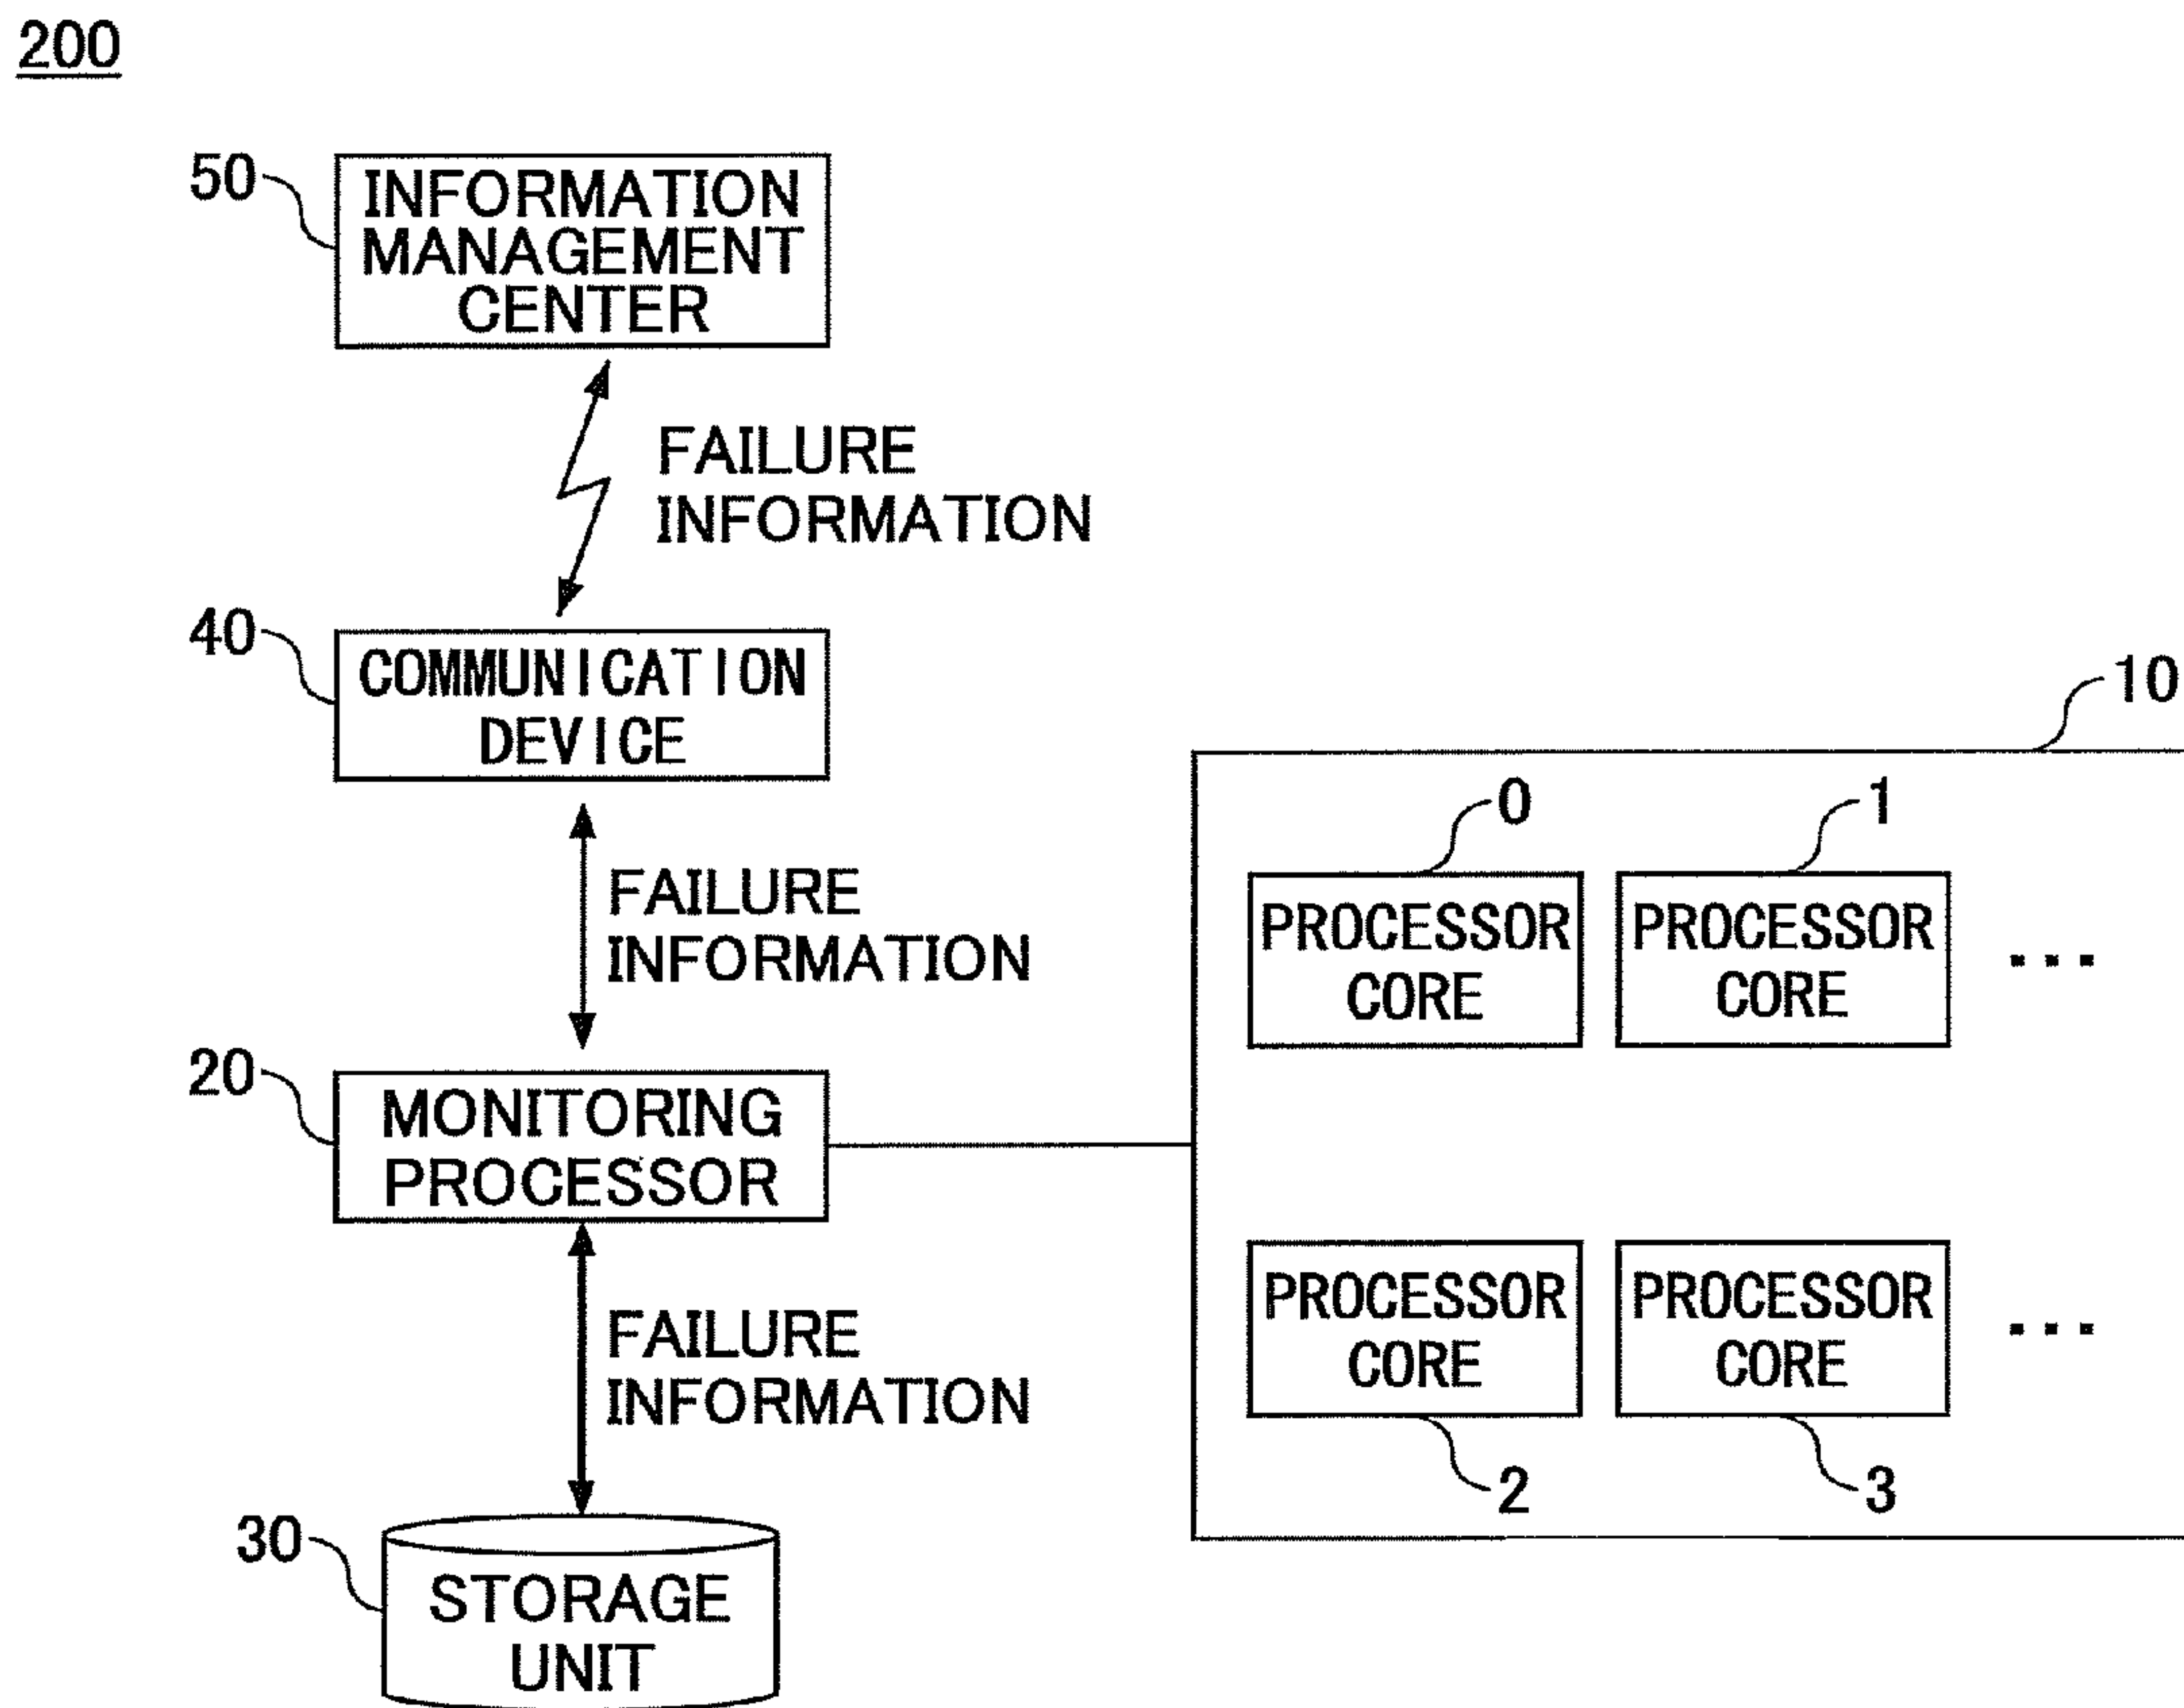 200
50
INFORMATION
MANAGEMENT
CENTER
FAILURE
INFORMATION
40
COMMUNICATION
DEVICE
10
FAILURE
INFORMATION
0
1
PROCESSOR
CORE
PROCESSOR
CORE
...
20
MONITORING
PROCESSOR
FAILURE
INFORMATION
PROCESSOR
CORE
PROCESSOR
CORE
...
2
3
30
STORAGE
UNIT